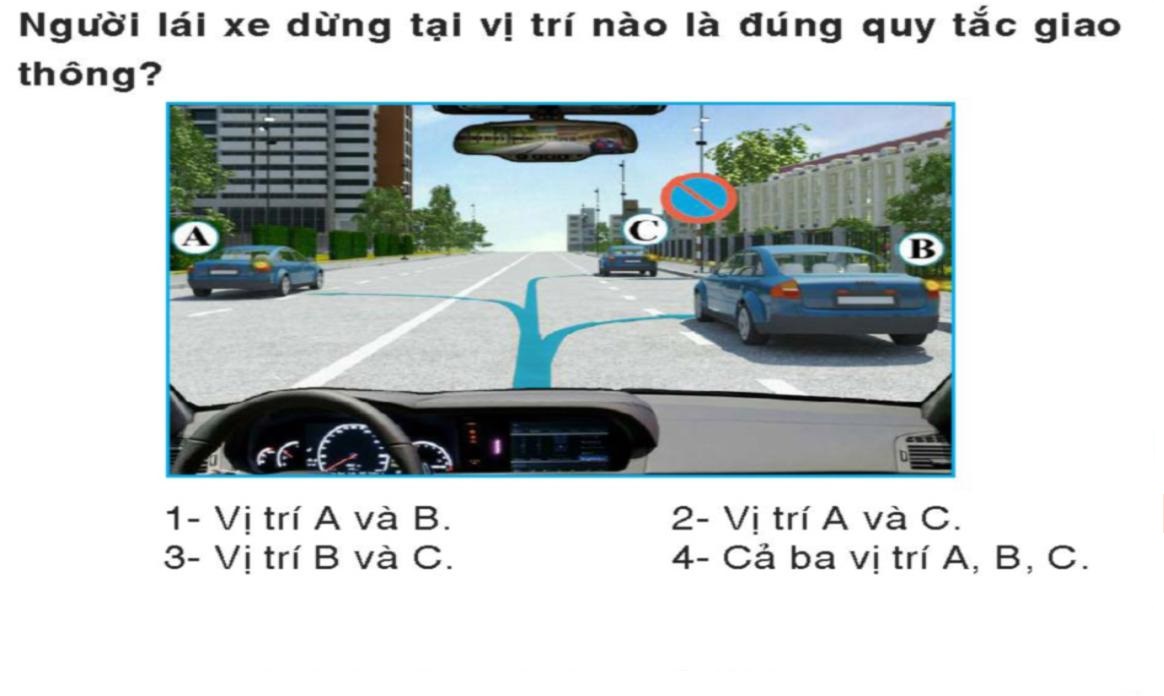 Người lái xe dừng tại vị trí nào là đúng quy tắc giao
thông?
A
C
B
1- Vị trí A và B.
2- Vị trí A và C.
3- Vị trí B và C.
4- Cả ba vị trí A, B, C.